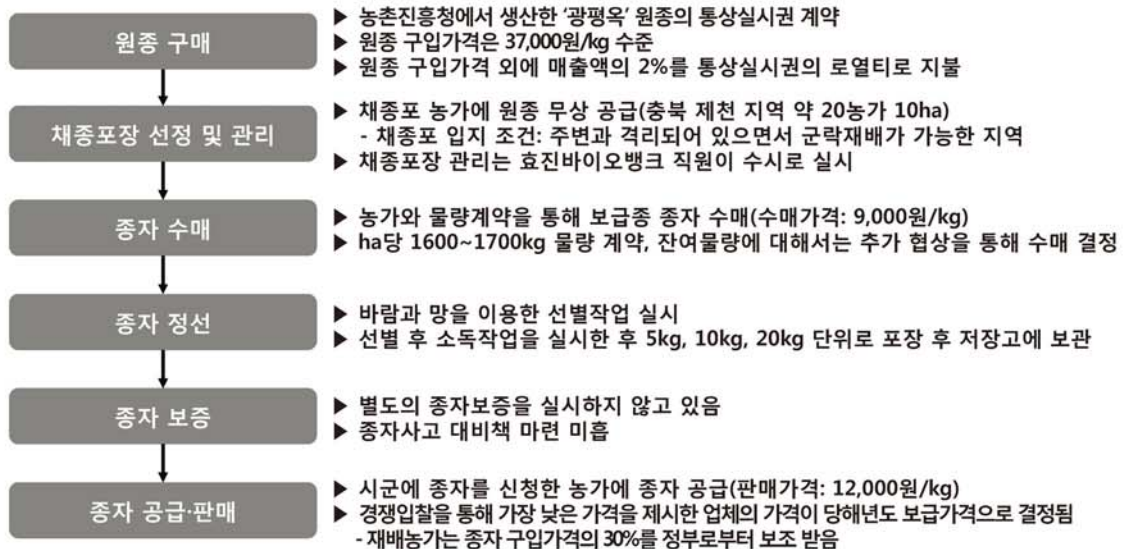 원종 구매
▶ 농촌진흥청에서 생산한 '광평옥' 원종의 통상실시권 계약
▶ 원종 구입가격은 37,000원/kg 수준
▶ 원종 구입가격 외에 매출액의 2%를 통상실시권의 로열티로 지불
채종포장 선정 및 관리
▶ 채종포 농가에 원종 무상 공급(충북 제천 지역 약 20농가 10ha)
- 채종포 입지 조건: 주변과 격리되어 있으면서 군락재배가 가능한 지역
▶ 채종포장 관리는 효진바이오뱅크 직원이 수시로 실시
종자 수매
▶ 농가와 물량계약을 통해 보급종 종자 수매(수매가격: 9,000원/kg)
▶ ha당 1600~1700kg 물량 계약, 잔여물량에 대해서는 추가 협상을 통해 수매 결정
종자 정선
▶ 바람과 망을 이용한 선별작업 실시
▶ 선별 후 소독작업을 실시한 후 5kg, 10kg, 20kg 단위로 포장 후 저장고에 보관
종자 보증
▶ 별도의 종자보증을 실시하지 않고 있음
▶ 종자사고 대비책 마련 미흡
종자 공급·판매
▶ 시군에 종자를 신청한 농가에 종자 공급(판매가격: 12,000원/kg)
▶ 경쟁입찰을 통해 가장 낮은 가격을 제시한 업체의 가격이 당해년도 보급가격으로 결정됨
- 재배농가는 종자 구입가격의 30%를 정부로부터 보조 받음